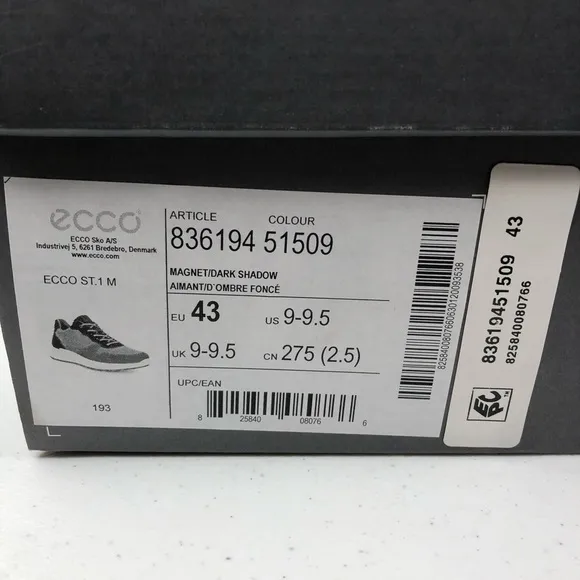 ecco
ECCO Sko A/S
Industrivej 5, 6261 Bredebro, Denmark
www.ecco.com
ECCO ST.1 M
193
ARTICLE COLOUR
836194 51509
MAGNET/DARK SHADOW
AIMANT/D'OMBRE FONCÉ
EU 43 US 9-9.5
UK 9-9.5 CN 275 (2.5)
UPC/EAN
8 25840 08076 6
8258400807660630120093538
83619451509 43
825840080766
EPC™